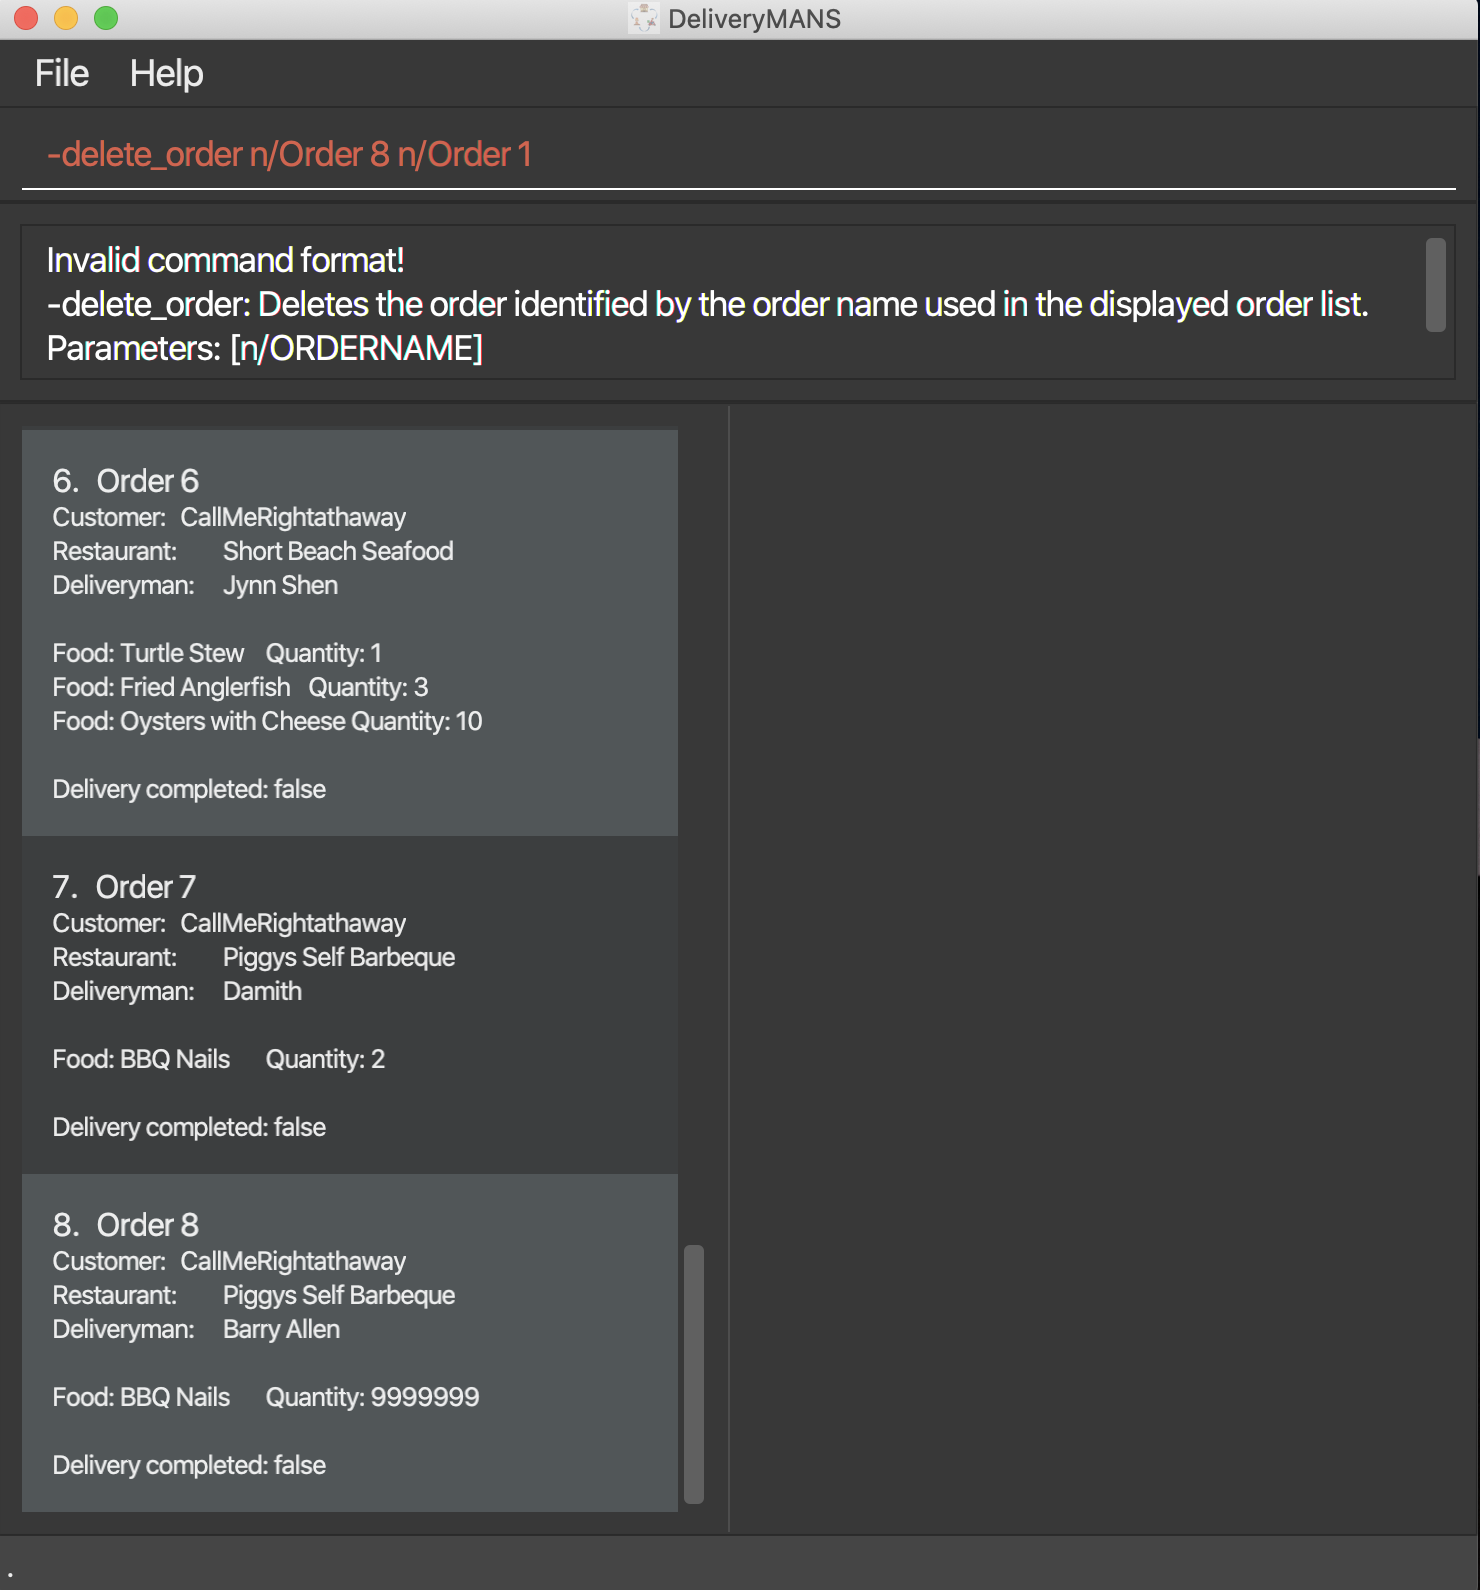 DeliveryMANS
File Help
-delete_order n/Order 8 n/Order 1
Invalid command format!
-delete_order: Deletes the order identified by the order name used in the displayed order list.
Parameters: [n/ORDERNAME]
6. Order 6
Customer: CallMeRightathaway
Restaurant: Short Beach Seafood
Deliveryman: Jynn Shen
Food: Turtle Stew Quantity: 1
Food: Fried Anglerfish Quantity: 3
Food: Oysters with Cheese Quantity: 10
Delivery completed: false
7. Order 7
Customer: CallMeRightathaway
Restaurant: Piggys Self Barbeque
Deliveryman: Damith
Food: BBQ Nails Quantity: 2
Delivery completed: false
8. Order 8
Customer: CallMeRightathaway
Restaurant: Piggys Self Barbeque
Deliveryman: Barry Allen
Food: BBQ Nails Quantity: 9999999
Delivery completed: false
.